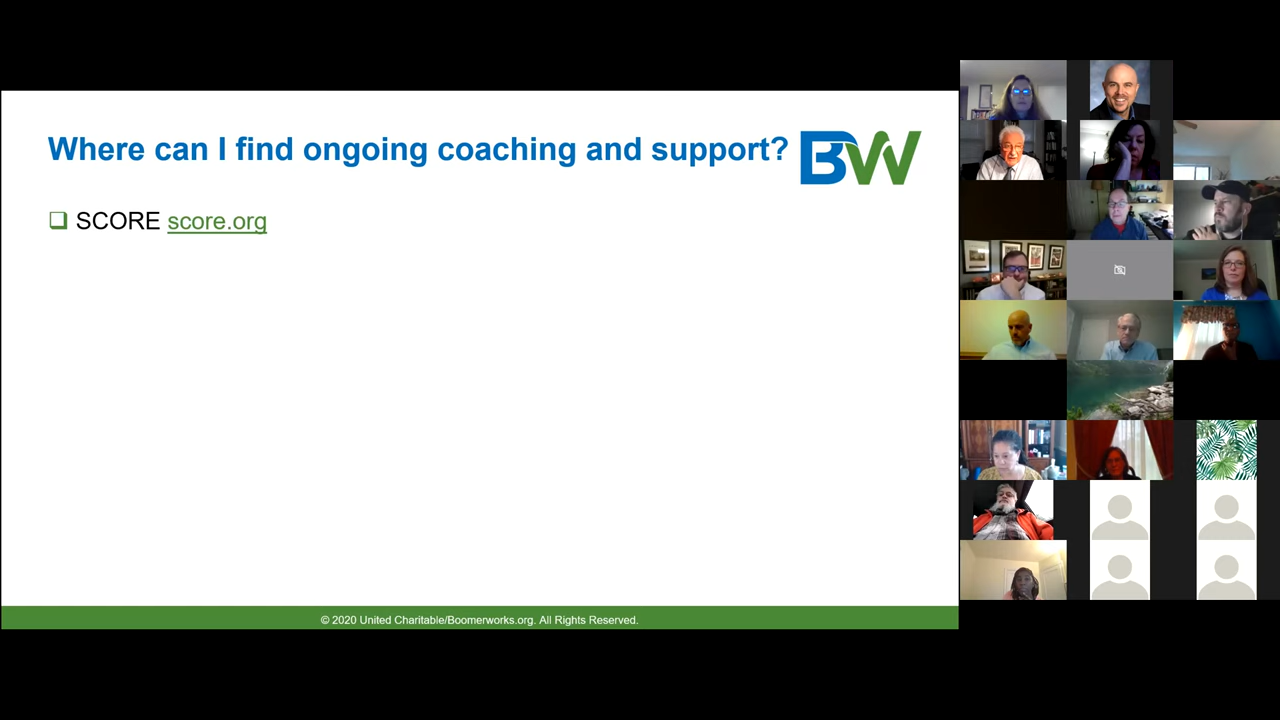 Where can I find ongoing coaching and support?
BW
❑ SCORE score.org
© 2020 United Charitable/Boomerworks.org. All Rights Reserved.